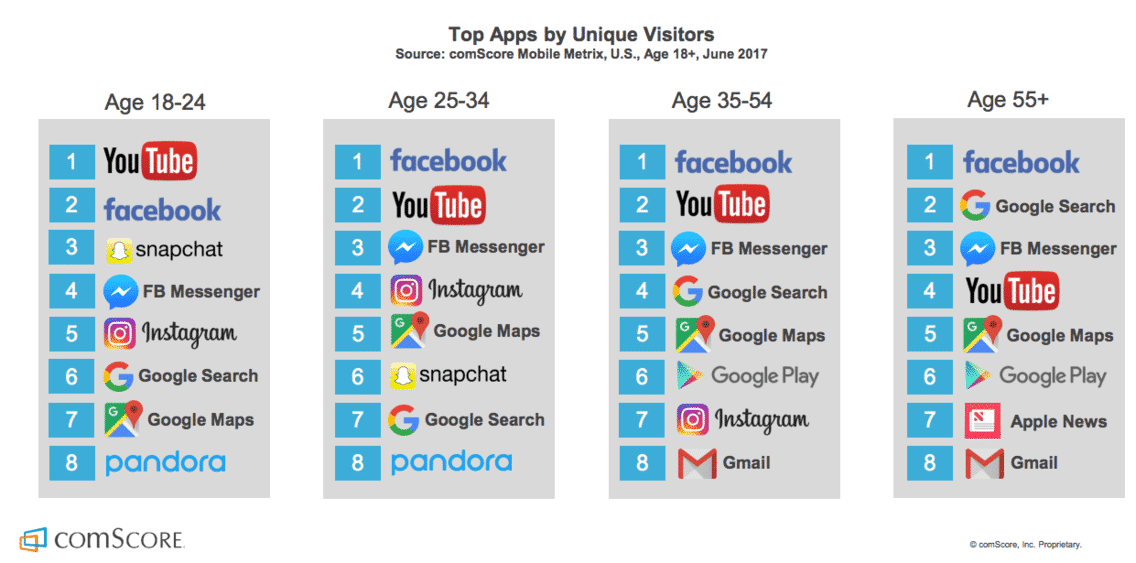 Top Apps by Unique Visitors
Source: comScore Mobile Metrix, U.S., Age 18+, June 2017
Age 18-24
1 YouTube
2 facebook
3 snapchat
4 FB Messenger
5 Instagram
6 Google Search
7 Google Maps
8 pandora
Age 25-34
1 facebook
2 YouTube
3 FB Messenger
4 Instagram
5 Google Maps
6 snapchat
7 Google Search
8 pandora
Age 35-54
1 facebook
2 YouTube
3 FB Messenger
4 Google Search
5 Google Maps
6 Google Play
7 Instagram
8 Gmail
Age 55+
1 facebook
2 Google Search
3 FB Messenger
4 YouTube
5 Google Maps
6 Google Play
7 Apple News
8 Gmail
comScore.
© comScore, Inc. Proprietary.